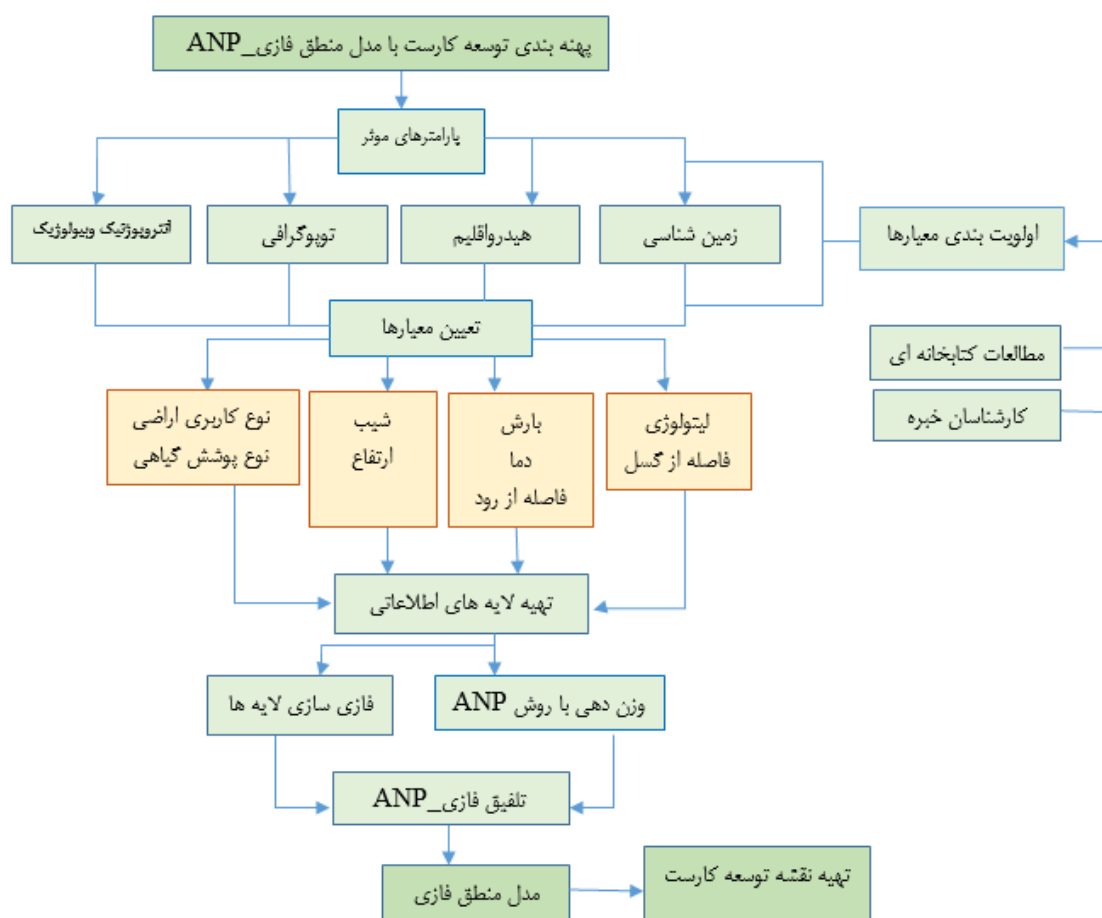 پهنه بندی توسعه کارست با مدل منطق فازی_ANP
پارامترهای موثر
زمین شناسی
هیدرواقلیم
توپوگرافی
آنتروپوژتیک وبیولوژیک
اولویت بندی معیارها
تعیین معیارها
مطالعات کتابخانه ای
کارشناسان خبره
لیتولوژی
فاصله از گسل
بارش
دما
فاصله از رود
شیب
ارتفاع
نوع کاربری اراضی
نوع پوشش گیاهی
تهیه لایه های اطلاعاتی
وزن دهی با روش ANP
فازی سازی لایه ها
تلفیق فازی_ANP
مدل منطق فازی
تهیه نقشه توسعه کارست